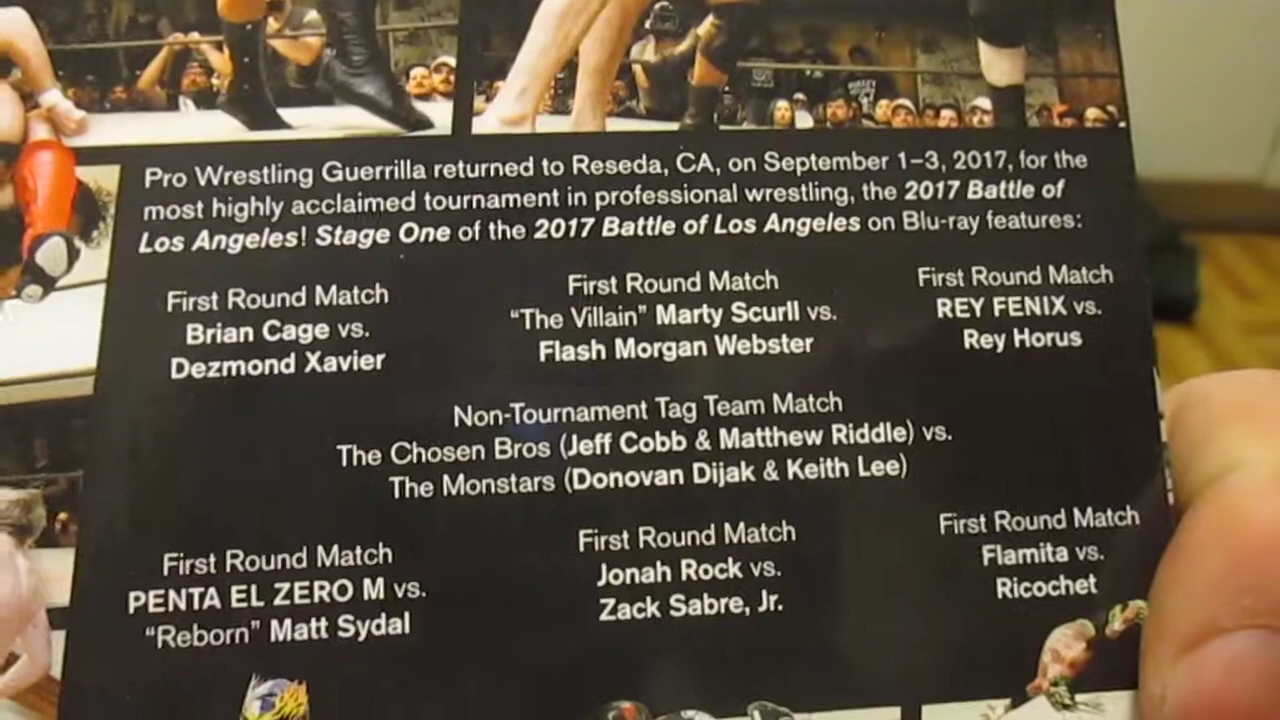 Pro Wrestling Guerrilla returned to Reseda, CA, on September 1–3, 2017, for the
most highly acclaimed tournament in professional wrestling, the 2017 Battle of
Los Angeles! Stage One of the 2017 Battle of Los Angeles on Blu-ray features:
First Round Match
Brian Cage vs.
Dezmond Xavier
First Round Match
“The Villain” Marty Scurll vs.
Flash Morgan Webster
First Round Match
REY FENIX vs.
Rey Horus
Non-Tournament Tag Team Match
The Chosen Bros (Jeff Cobb & Matthew Riddle) vs.
The Monstars (Donovan Dijak & Keith Lee)
First Round Match
PENTA EL ZERO M vs.
“Reborn” Matt Sydal
First Round Match
Jonah Rock vs.
Zack Sabre, Jr.
First Round Match
Flamita vs.
Ricochet